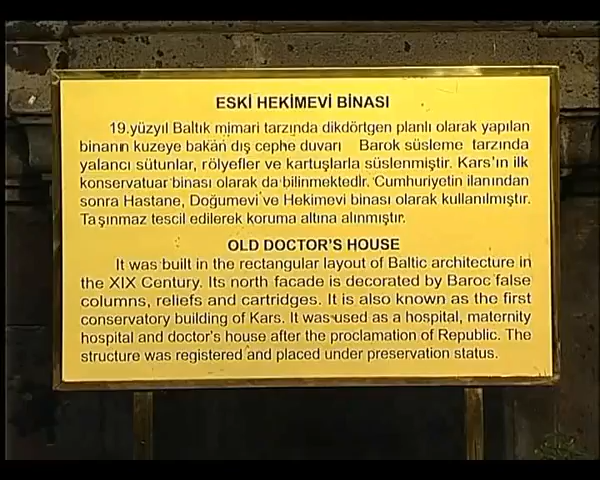 ESKİ HEKİMEVİ BİNASI
19.yüzyıl Baltık mimari tarzında dikdörtgen planlı olarak yapılan
binanın kuzeye bakan dış cephe duvarı Barok süsleme tarzında
yalancı sütunlar, rölyefler ve kartuşlarla süslenmiştir. Kars'ın ilk
konservatuar binası olarak da bilinmektedir. Cumhuriyetin ilanından
sonra Hastane, Doğumevi ve Hekimevi binası olarak kullanılmıştır.
Taşınmaz tescil edilerek koruma altına alınmıştır.
OLD DOCTOR'S HOUSE
It was built in the rectangular layout of Baltic architecture in
the XIX Century. Its north facade is decorated by Baroc false
columns, reliefs and cartridges. It is also known as the first
conservatory building of Kars. It was used as a hospital, maternity
hospital and doctor's house after the proclamation of Republic. The
structure was registered and placed under preservation status.